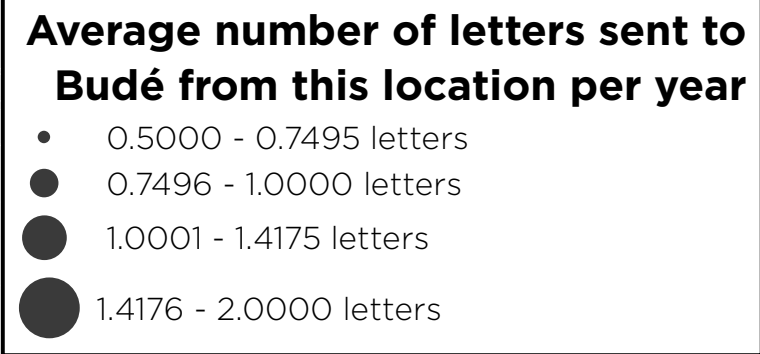 Average number of letters sent to
Budé from this location per year
0.5000 - 0.7495 letters
0.7496 - 1.0000 letters
1.0001 - 1.4175 letters
1.4176 - 2.0000 letters